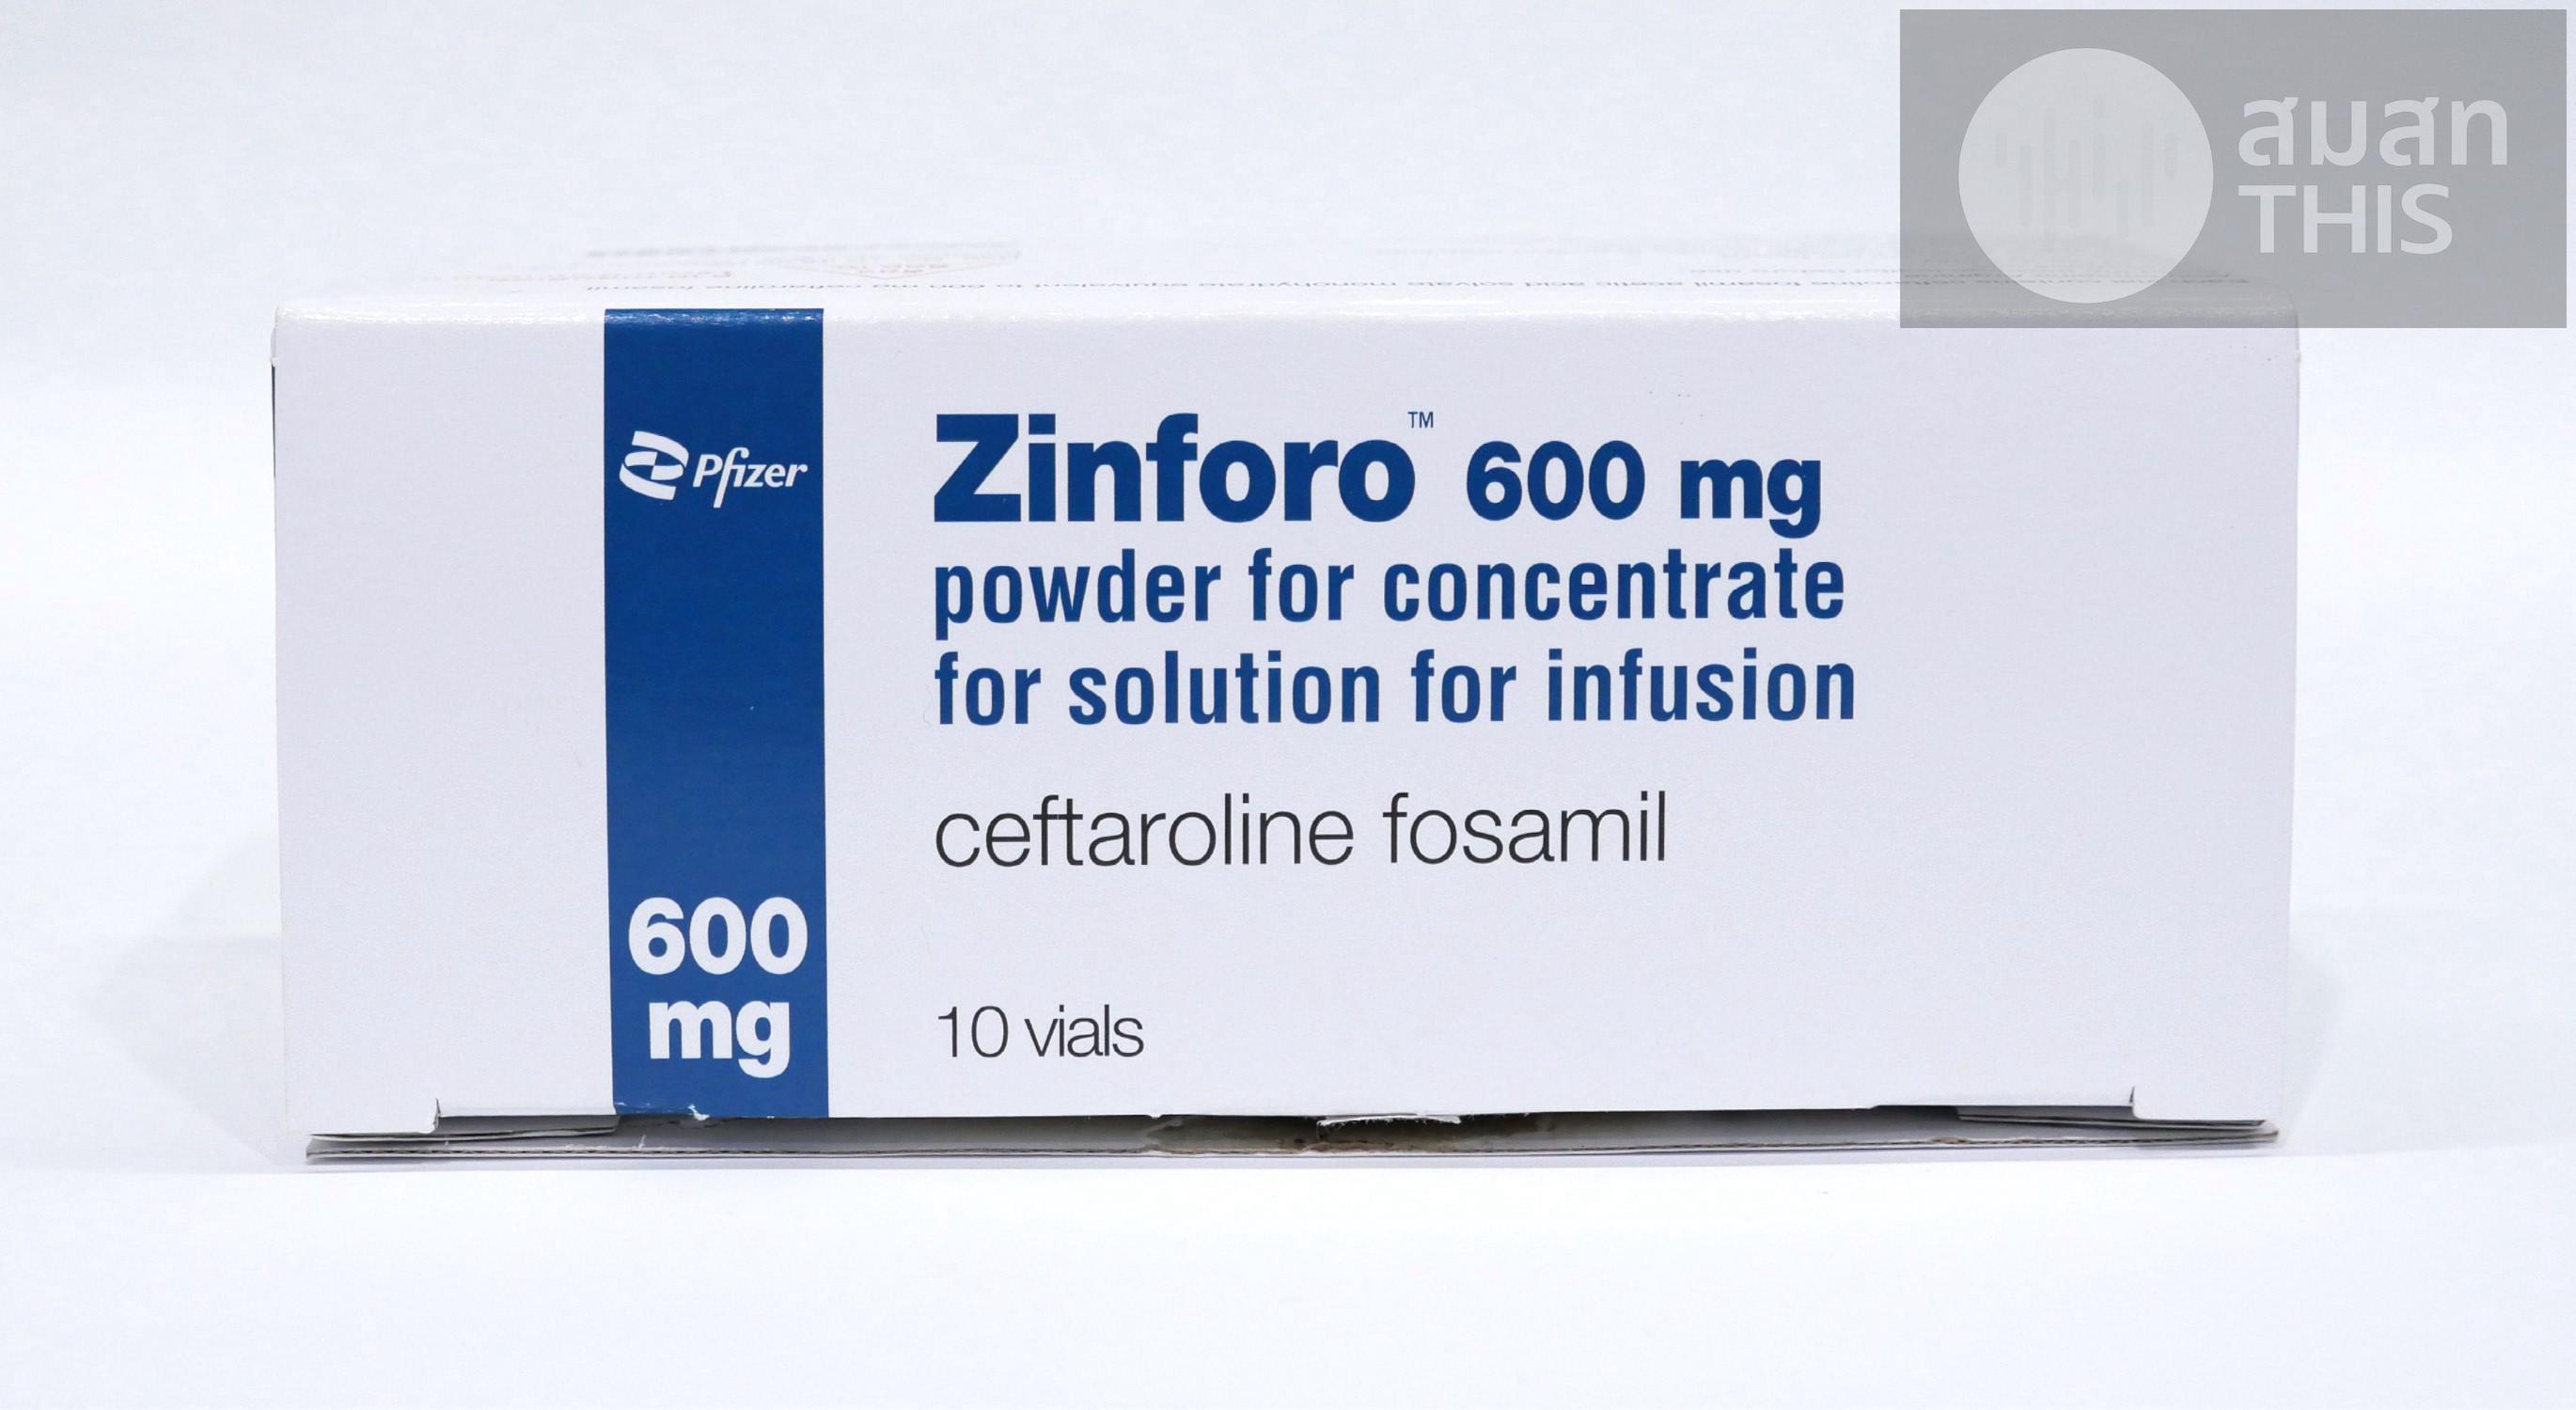 สมสท
THIS
Pfizer
Zinforo™ 600 mg
powder for concentrate
for solution for infusion
ceftaroline fosamil
600
mg
10 vials